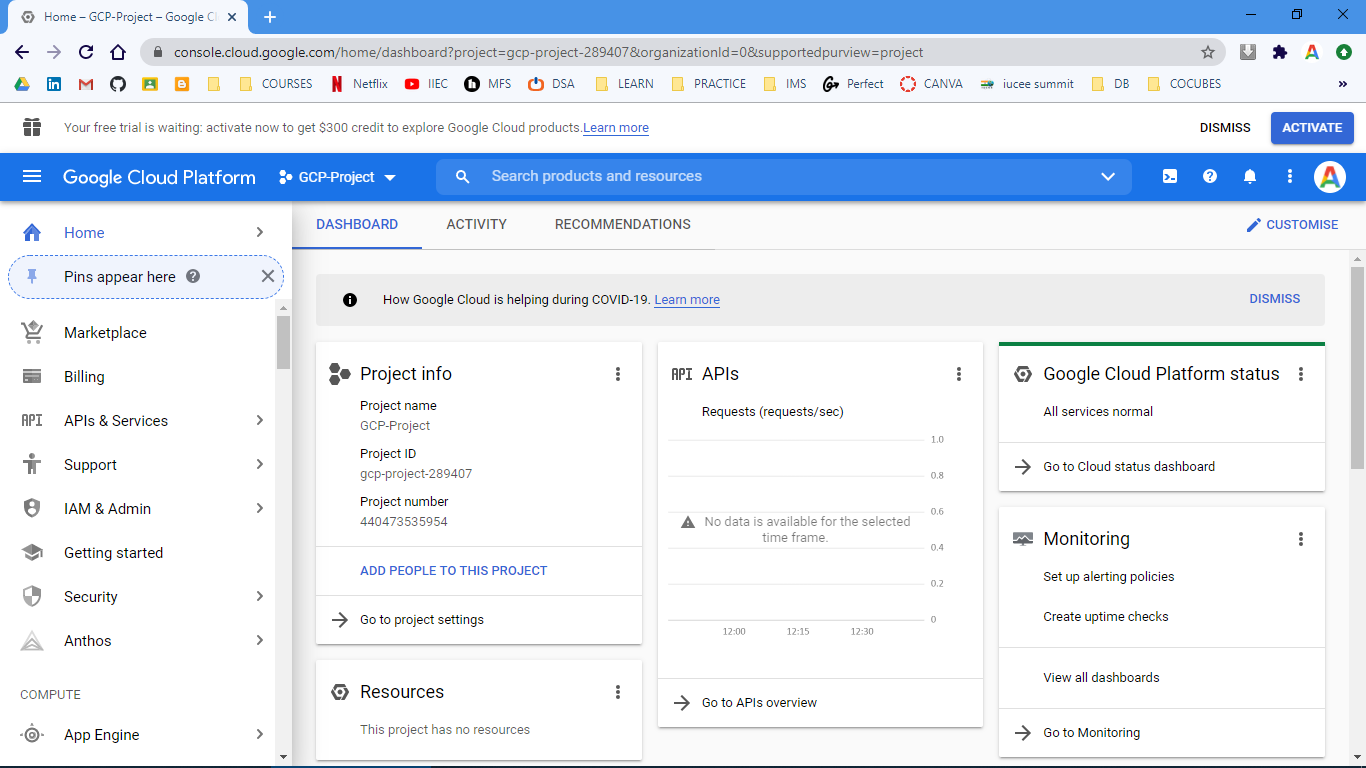 Home – GCP-Project – Google Cl
console.cloud.google.com/home/dashboard?project=gcp-project-289407&organizationId=0&supportedpurview=project
COURSES Netflix IIEC MFS DSA LEARN PRACTICE IMS Perfect CANVA iucee summit DB COCUBES
Your free trial is waiting: activate now to get $300 credit to explore Google Cloud products. Learn more
DISMISS
ACTIVATE
Google Cloud Platform
GCP-Project
Search products and resources
Home
Pins appear here
Marketplace
Billing
API APIs & Services
Support
IAM & Admin
Getting started
Security
Anthos
COMPUTE
App Engine
DASHBOARD
ACTIVITY
RECOMMENDATIONS
CUSTOMISE
How Google Cloud is helping during COVID-19. Learn more
DISMISS
Project info
Project name
GCP-Project
Project ID
gcp-project-289407
Project number
440473535954
ADD PEOPLE TO THIS PROJECT
Go to project settings
Resources
This project has no resources
API APIs
Requests (requests/sec)
1.0
0.8
0.6
No data is available for the selected
time frame.
0.4
0.2
0
12:00 12:15 12:30
Go to APIs overview
Google Cloud Platform status
All services normal
Go to Cloud status dashboard
Monitoring
Set up alerting policies
Create uptime checks
View all dashboards
Go to Monitoring